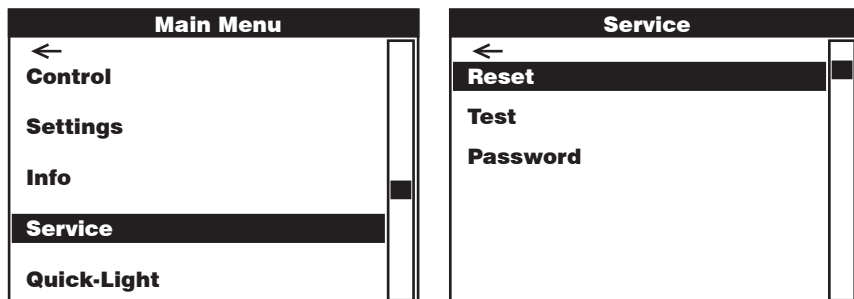 Main Menu
←
Control
Settings
Info
Service
Quick-Light
Service
←
Reset
Test
Password